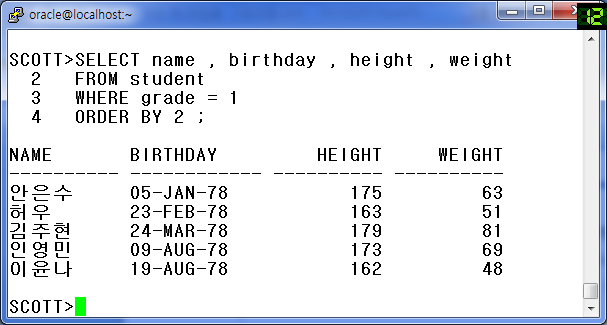 oracle@localhost:~
12
SCOTT>SELECT name , birthday , height , weight
2 FROM student
3 WHERE grade = 1
4 ORDER BY 2 ;
NAME BIRTHDAY HEIGHT WEIGHT
---------- ------------ ---------- ----------
안은수 05-JAN-78 175 63
허우 23-FEB-78 163 51
김주현 24-MAR-78 179 81
인영민 09-AUG-78 173 69
이윤나 19-AUG-78 162 48
SCOTT>